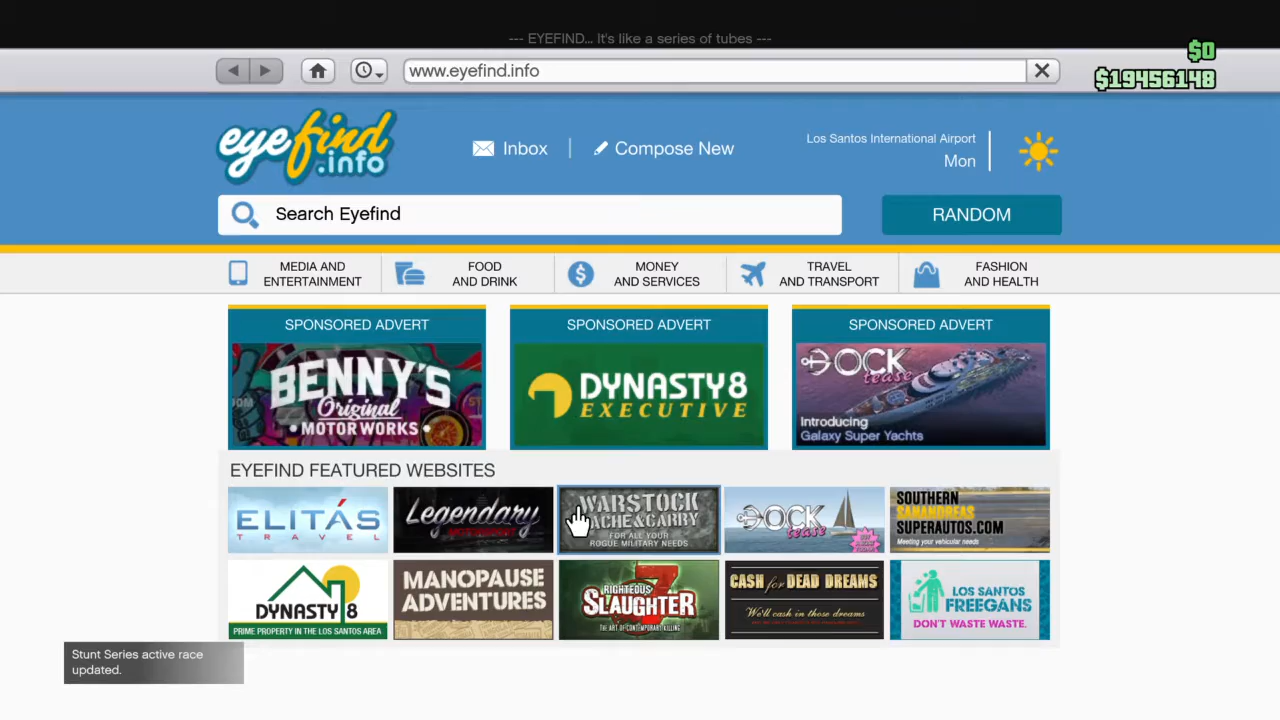 --- EYEFIND... It's like a series of tubes ---
$0
www.eyefind.info
$19456148
eyefind
.info
Inbox
Compose New
Los Santos International Airport
Mon
Search Eyefind
RANDOM
MEDIA AND
ENTERTAINMENT
FOOD
AND DRINK
MONEY
AND SERVICES
TRAVEL
AND TRANSPORT
FASHION
AND HEALTH
SPONSORED ADVERT
BENNY'S
Original
MOTOR WORKS
SPONSORED ADVERT
DYNASTY8
EXECUTIVE
SPONSORED ADVERT
DOCK
tease
Introducing
Galaxy Super Yachts
EYEFIND FEATURED WEBSITES
ELITÁS
TRAVEL
Legendary
WARSTOCK
CACHE & CARRY
FOR ALL YOUR
ROGUE MILITARY NEEDS
DOCK
tease
SOUTHERN
SANANDREAS
SUPERAUTOS.COM
Meeting your vehicular needs
DYNASTY 8
PRIME PROPERTY IN THE LOS SANTOS AREA
MANOPAUSE
ADVENTURES
RIGHTEOUS
SLAUGHTER
7
THE ART OF CONTEMPORARY KILLING
CASH for DEAD DREAMS
We'll cash in those dreams
LOS SANTOS
FREEGANS
DON'T WASTE WASTE.
Stunt Series active race
updated.